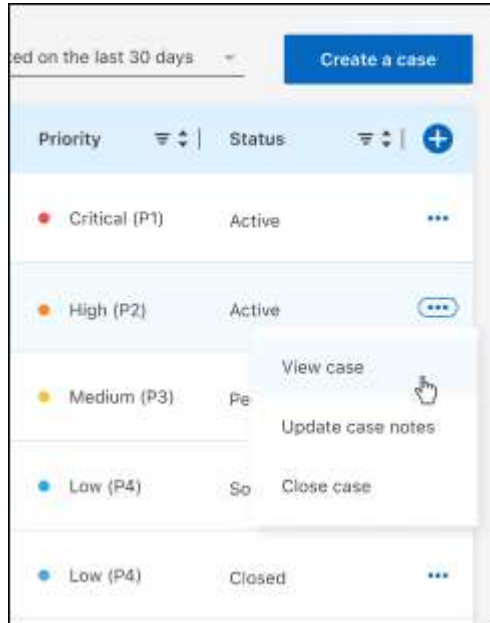 ted on the last 30 days
Create a case
Priority Status
Critical (P1) Active
High (P2) Active
View case
Medium (P3) Pe
Update case notes
Low (P4) So Close case
Low (P4) Closed